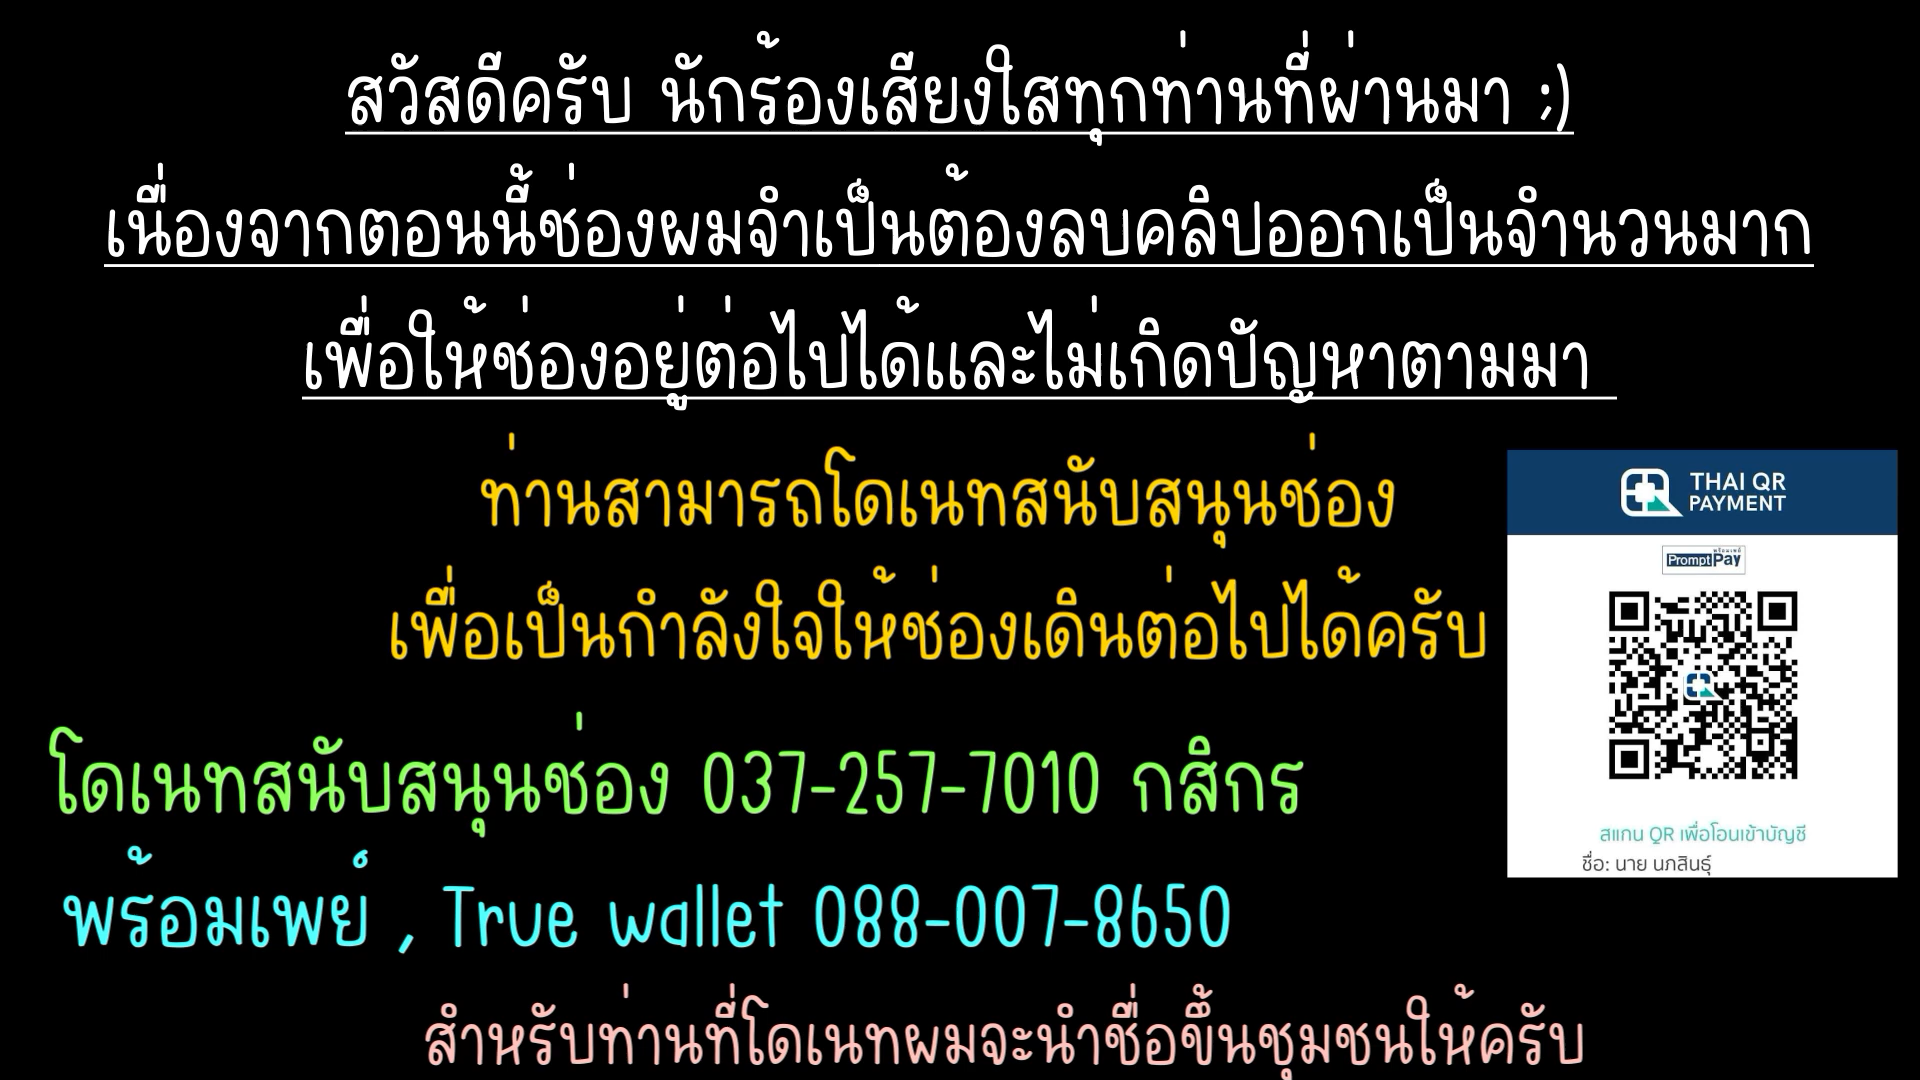 สวัสดีครับ นักร้องเสียงใสทุกท่านที่ผ่านมา ;)
เนื่องจากตอนนี้ช่องผมจำเป็นต้องลบคลิปออกเป็นจำนวนมาก
เพื่อให้ช่องอยู่ต่อไปได้และไม่เกิดปัญหาตามมา
ท่านสามารถโดเนทสนับสนุนช่อง
เพื่อเป็นกำลังใจให้ช่องเดินต่อไปได้ครับ
THAI QR
PAYMENT
พร้อมเพย์
PromptPay
สแกน QR เพื่อโอนเข้าบัญชี
ชื่อ: นาย นภสินธุ์
โดเนทสนับสนุนช่อง 037-257-7010 กสิกร
พร้อมเพย์ , True wallet 088-007-8650
สำหรับท่านที่โดเนทผมจะนำชื่อขึ้นชุมชนให้ครับ